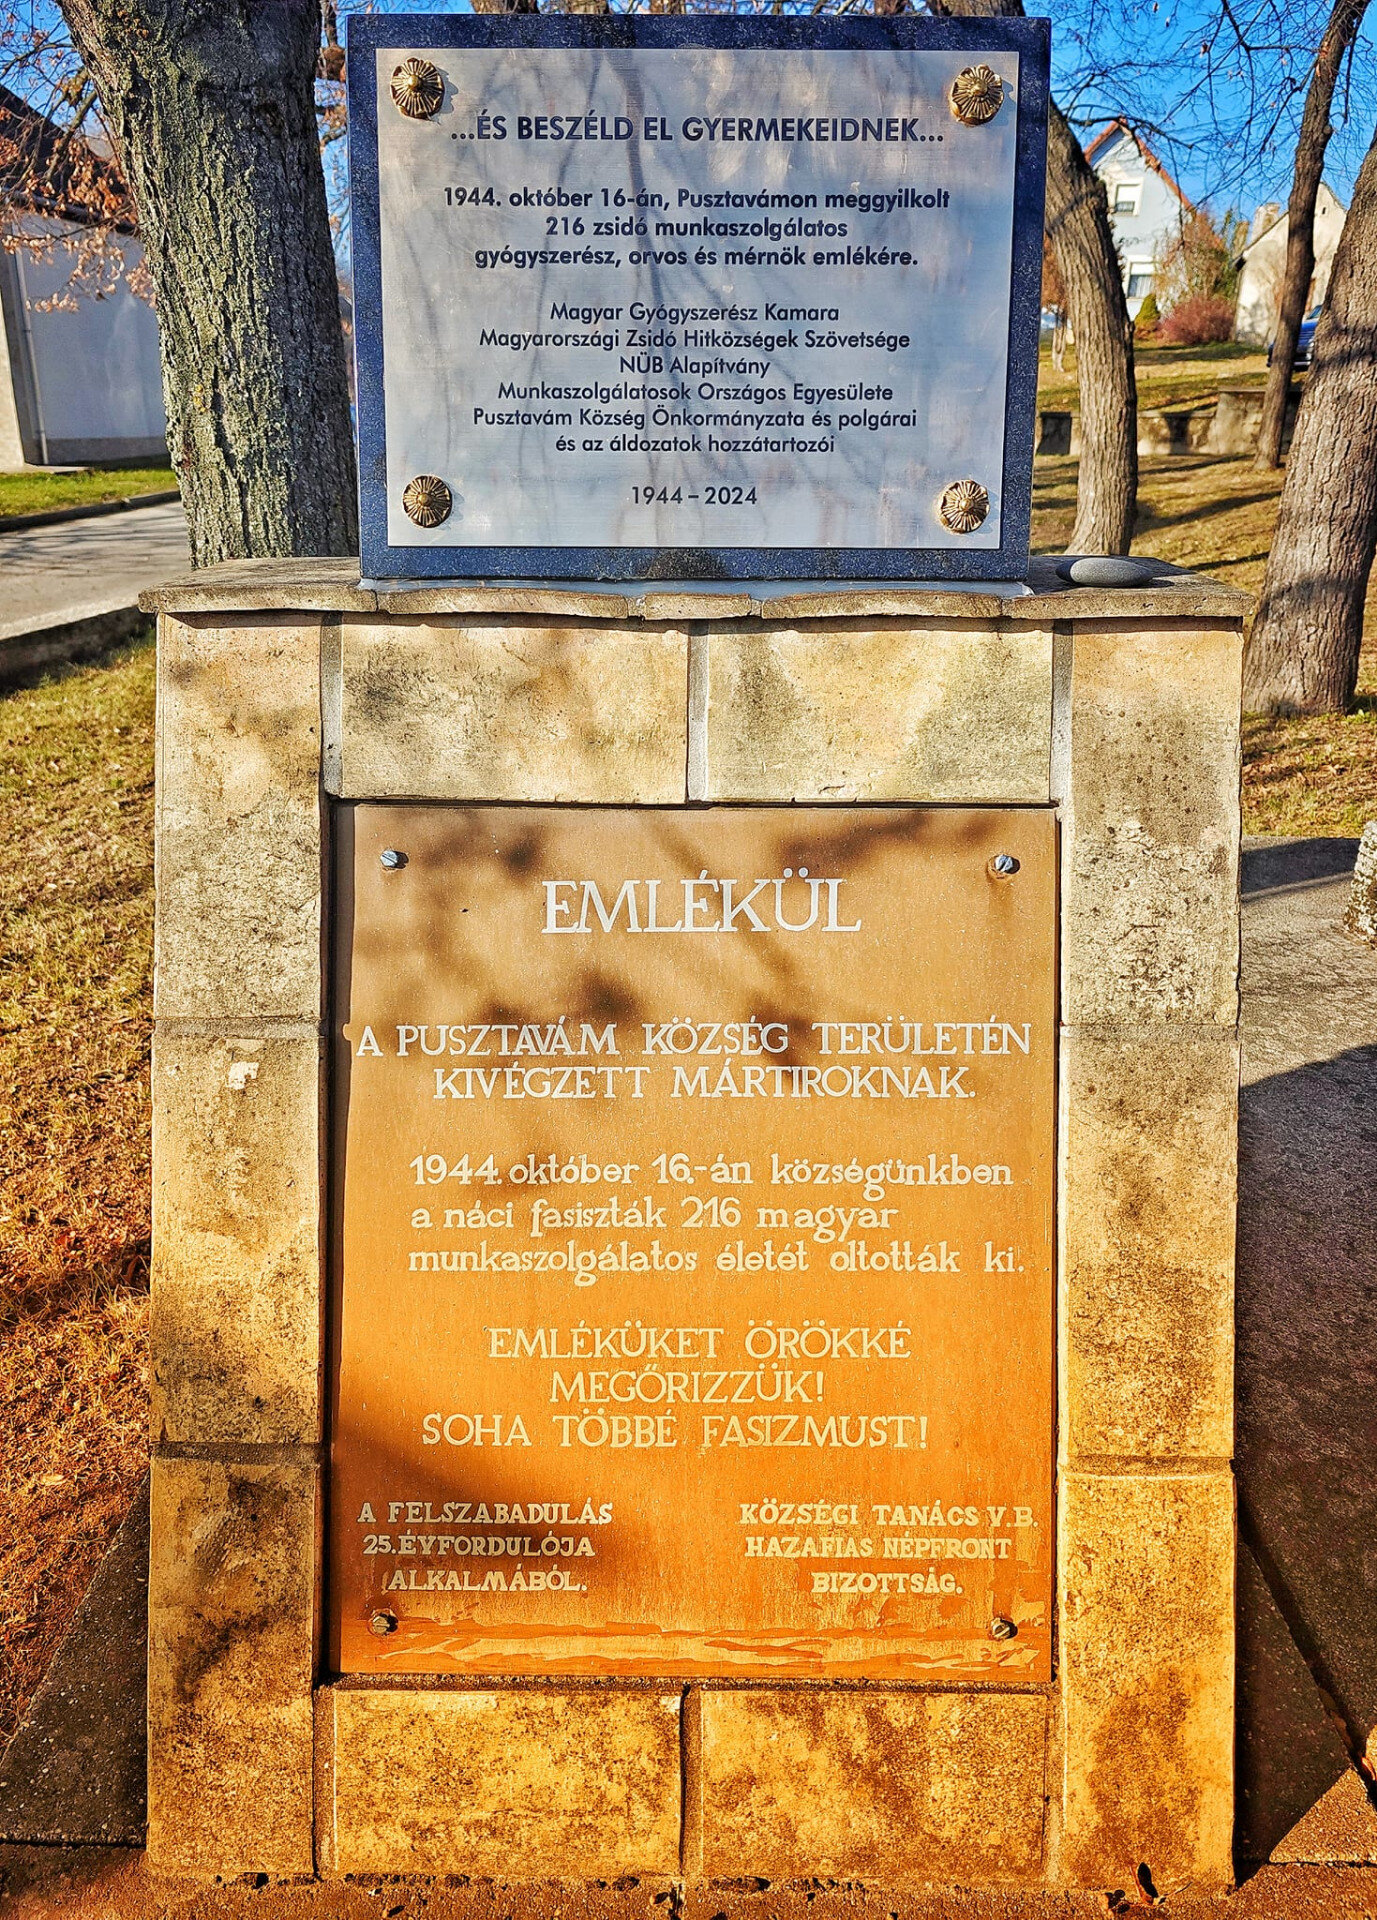 ...ÉS BESZÉLD EL GYERMEKEIDNEK...
1944. október 16-án, Pusztavámon meggyilkolt
216 zsidó munkaszolgálatos
gyógyszerész, orvos és mérnök emlékére.
Magyar Gyógyszerész Kamara
Magyarországi Zsidó Hitközségek Szövetsége
NÜB Alapítvány
Munkaszolgálatosok Országos Egyesülete
Pusztavám Község Önkormányzata és polgárai
és az áldozatok hozzátartozói
1944 – 2024
EMLÉKÜL
A PUSZTAVÁM KÖZSÉG TERÜLETÉN
KIVÉGZETT MÁRTIROKNAK.
1944. október 16.-án községünkben
a náci fasiszták 216 magyar
munkaszolgálatos életét oltották ki.
EMLÉKÜKET ÖRÖKKÉ
MEGŐRIZZÜK!
SOHA TÖBBÉ FASIZMUST!
A FELSZABADULÁS
25. ÉVFORDULÓJA
ALKALMÁBÓL.
KÖZSÉGI TANÁCS V.B.
HAZAFIAS NÉPFRONT
BIZOTTSÁG.